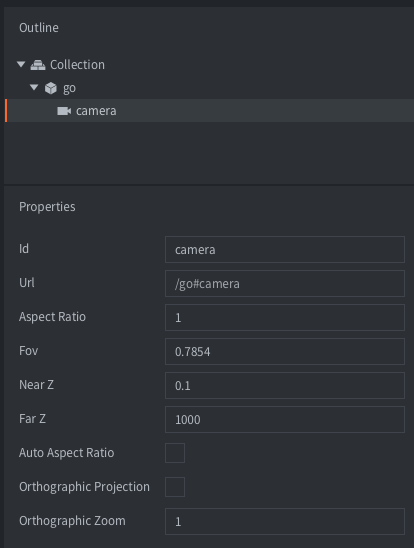 Outline
Collection
go
camera
Properties
Id camera
Url /go#camera
Aspect Ratio 1
Fov 0.7854
Near Z 0.1
Far Z 1000
Auto Aspect Ratio
Orthographic Projection
Orthographic Zoom 1